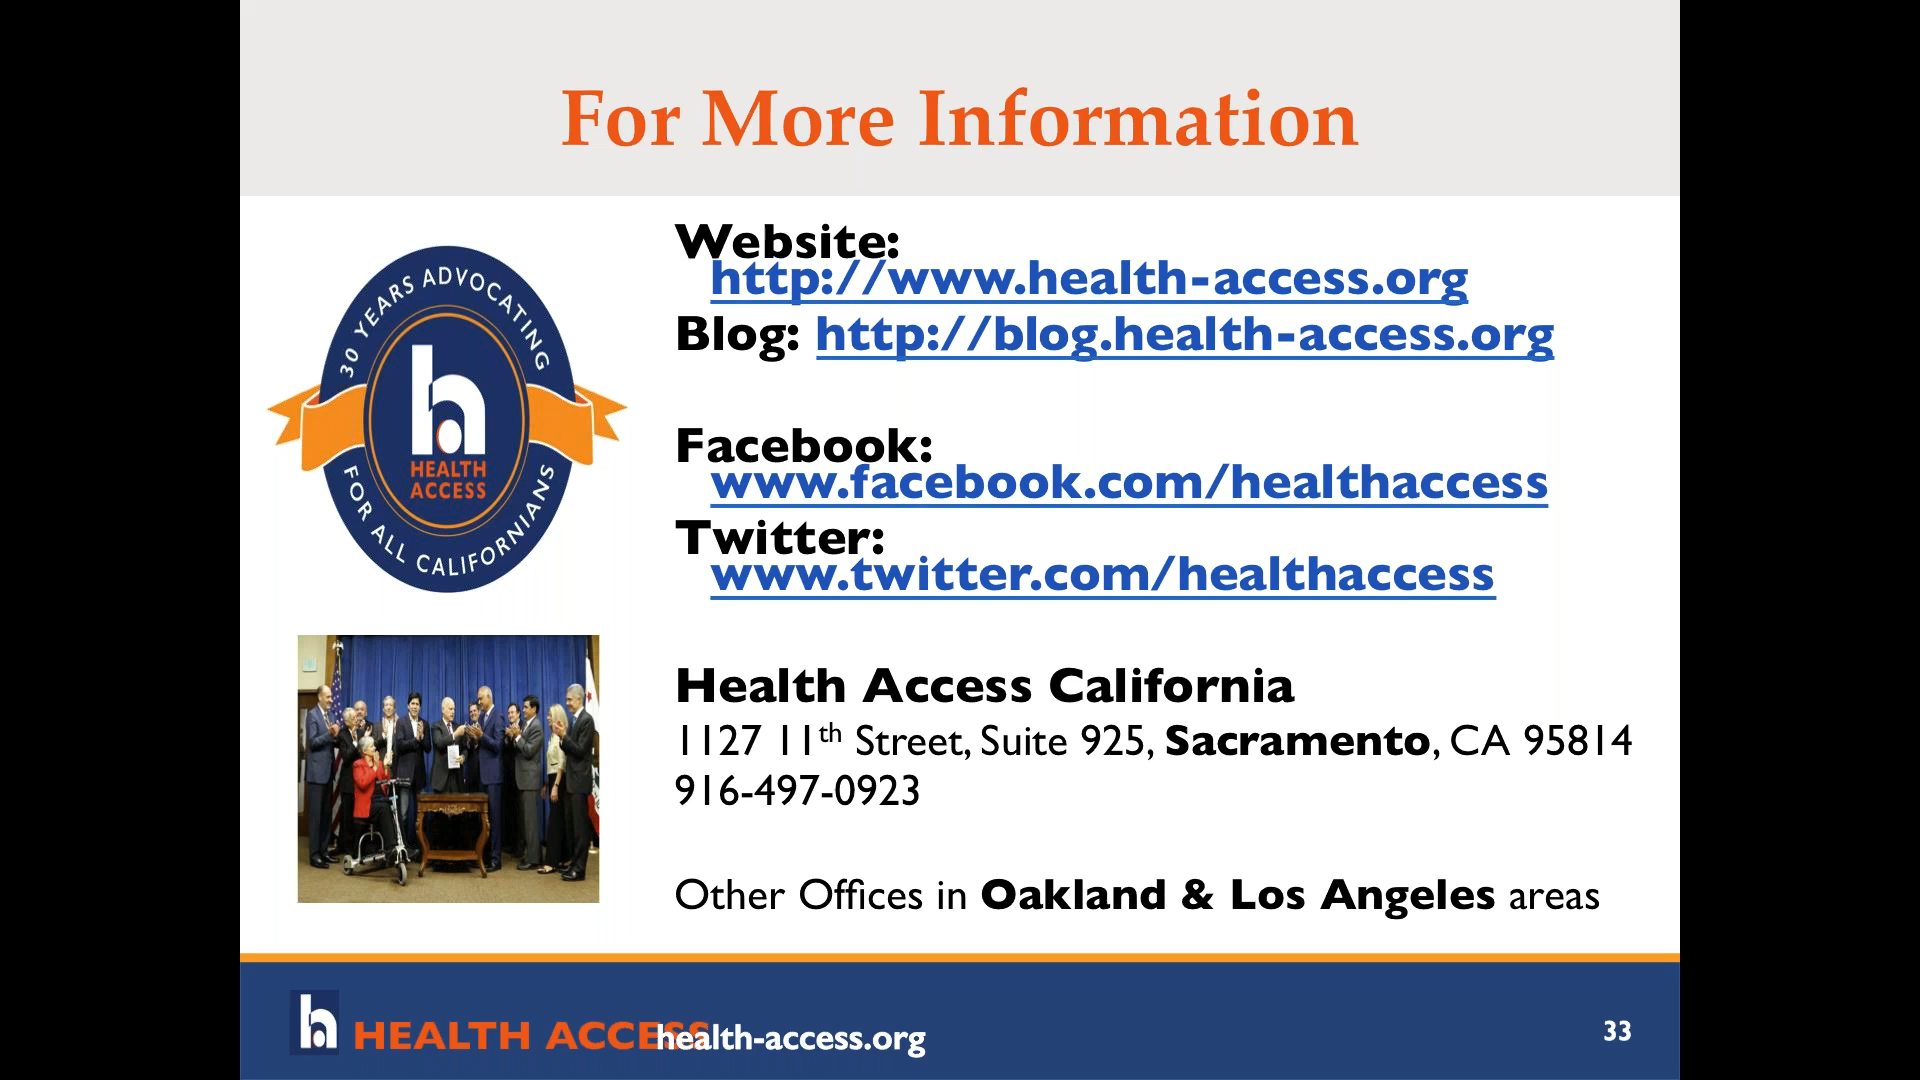 For More Information
Website:
http://www.health-access.org
Blog: http://blog.health-access.org
Facebook:
www.facebook.com/healthaccess
Twitter:
www.twitter.com/healthaccess
30 YEARS ADVOCATING
HEALTH
ACCESS
FOR ALL CALIFORNIANS
Health Access California
1127 11th Street, Suite 925, Sacramento, CA 95814
916-497-0923
Other Offices in Oakland & Los Angeles areas
HEALTH ACCESS
health-access.org
33